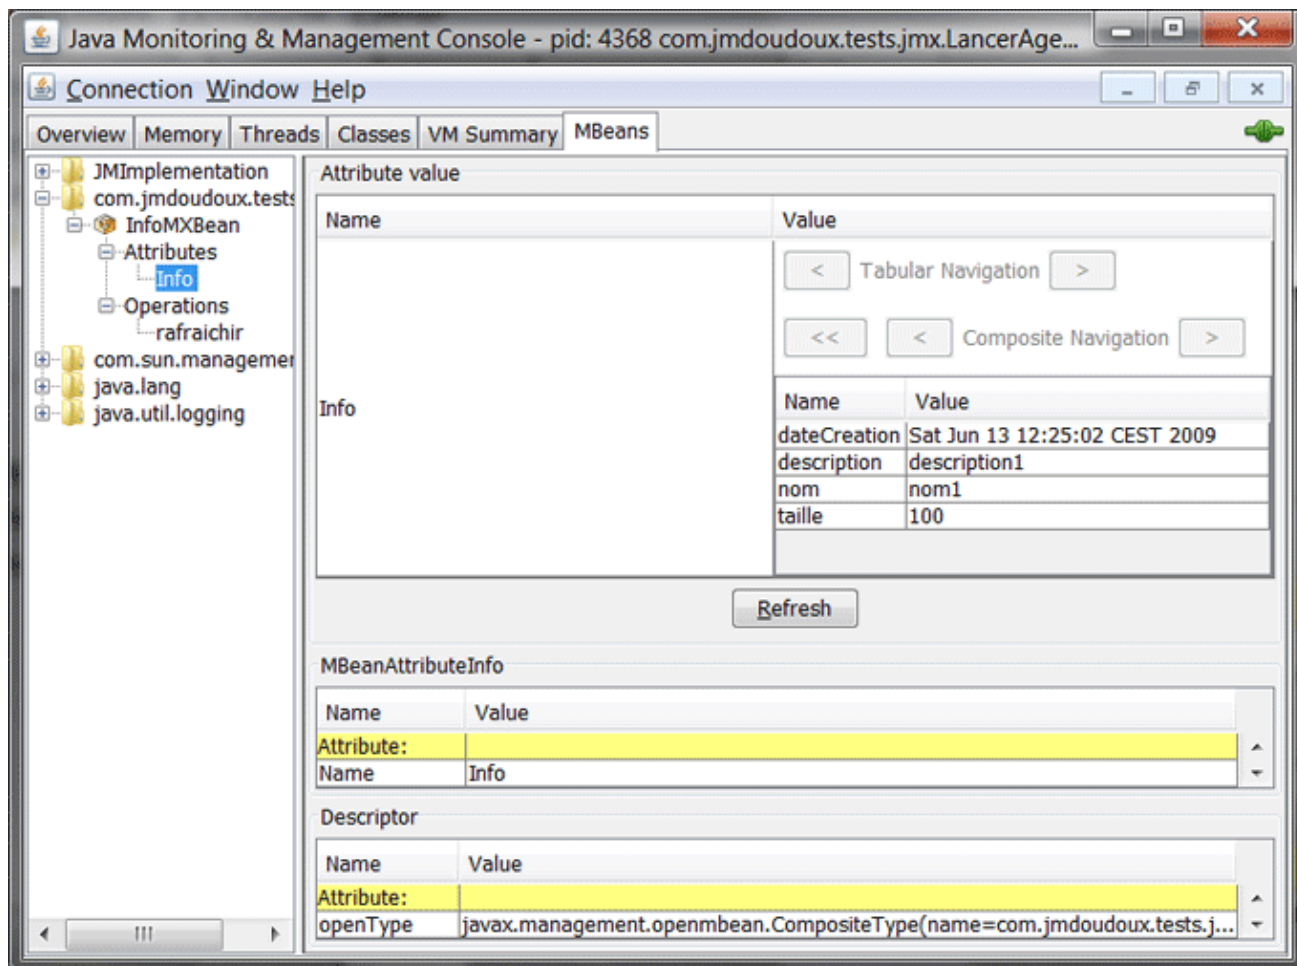 Java Monitoring & Management Console - pid: 4368 com.jmdoudoux.tests.jmx.LancerAge...
Connection Window Help
Overview Memory Threads Classes VM Summary MBeans
JMImplementation
com.jmdoudoux.tests
InfoMXBean
Attributes
Info
Operations
rafraichir
com.sun.managemer
java.lang
java.util.logging
Attribute value
Name Value
< Tabular Navigation >
<< < Composite Navigation >
Info
Name Value
dateCreation Sat Jun 13 12:25:02 CEST 2009
description description1
nom nom1
taille 100
Refresh
MBeanAttributeInfo
Name Value
Attribute:
Name Info
Descriptor
Name Value
Attribute:
openType javax.management.openmbean.CompositeType(name=com.jmdoudoux.tests.j...